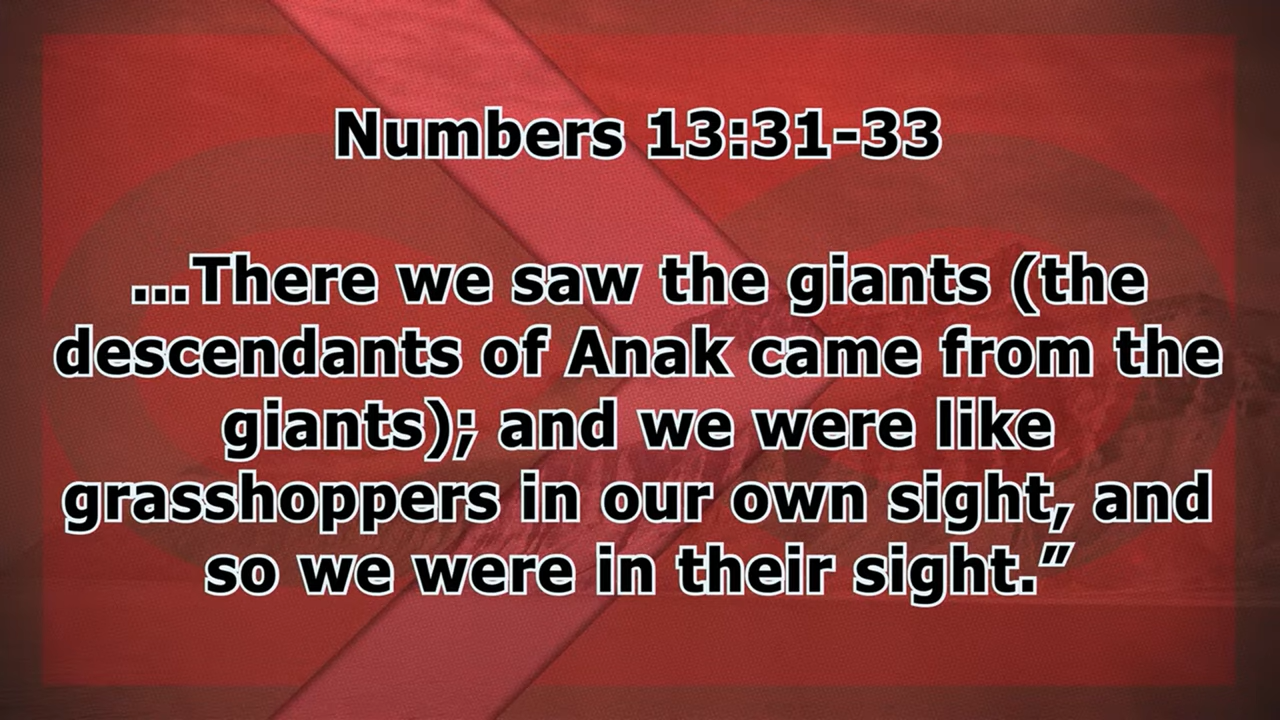 Numbers 13:31-33
...There we saw the giants (the
descendants of Anak came from the
giants); and we were like
grasshoppers in our own sight, and
so we were in their sight.”